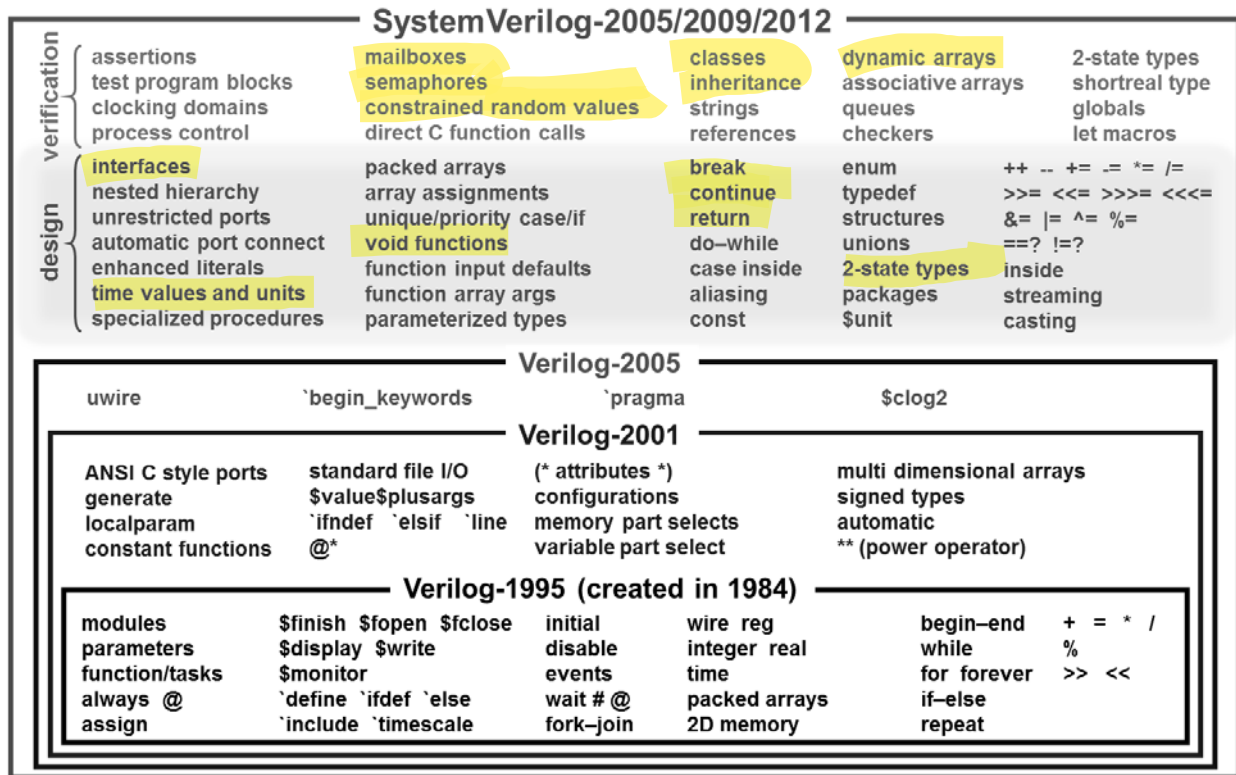 SystemVerilog-2005/2009/2012
verification
assertions mailboxes classes dynamic arrays 2-state types
test program blocks semaphores inheritance associative arrays shortreal type
clocking domains constrained random values strings queues globals
process control direct C function calls references checkers let macros
design
interfaces packed arrays break enum ++ -- += -= *= /=
nested hierarchy array assignments continue typedef >>= <<= >>>= <<<=
unrestricted ports unique/priority case/if return structures &= |= ^= %=
automatic port connect void functions do–while unions ==? !=?
enhanced literals function input defaults case inside 2-state types inside
time values and units function array args aliasing packages streaming
specialized procedures parameterized types const $unit casting
Verilog-2005
uwire `begin_keywords `pragma $clog2
Verilog-2001
ANSI C style ports standard file I/O (* attributes *) multi dimensional arrays
generate $value$plusargs configurations signed types
localparam `ifndef `elsif `line memory part selects automatic
constant functions @* variable part select ** (power operator)
Verilog-1995 (created in 1984)
modules $finish $fopen $fclose initial wire reg begin–end + = * /
parameters $display $write disable integer real while %
function/tasks $monitor events time for forever >> <<
always @ `define `ifdef `else wait # @ packed arrays if–else
assign `include `timescale fork–join 2D memory repeat